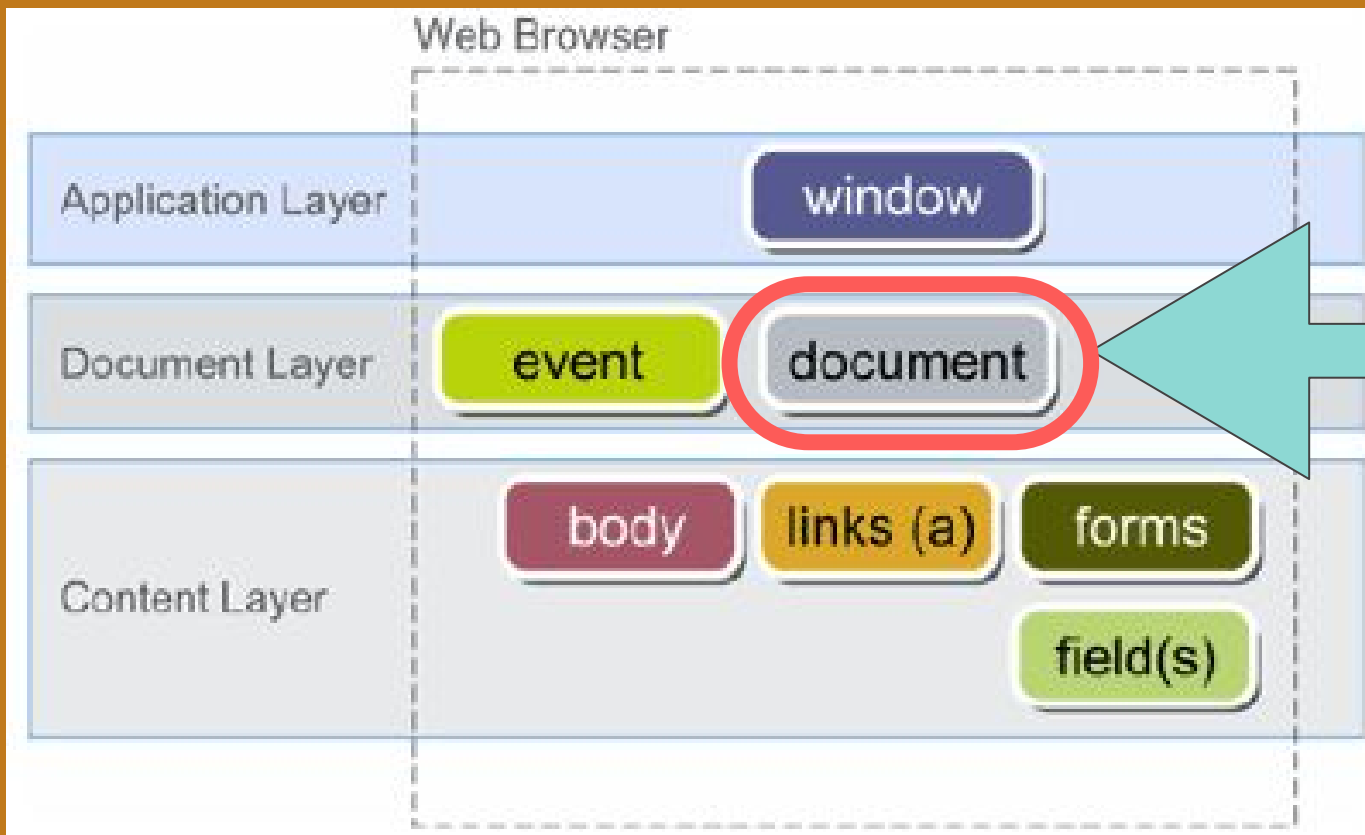 Web Browser
Application Layer
window
Document Layer
event
document
Content Layer
body
links (a)
forms
field(s)